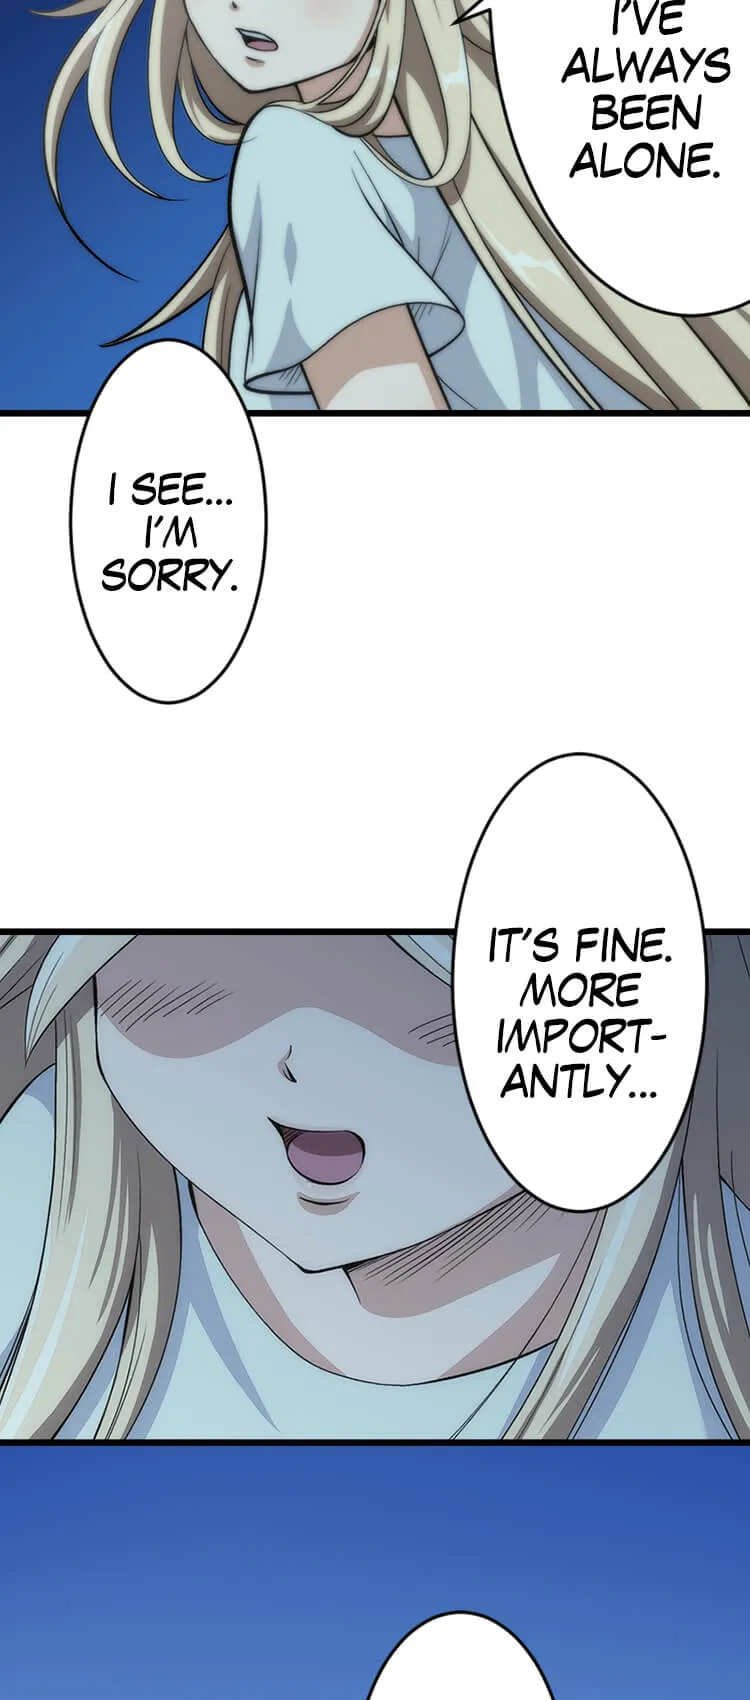 I'VE
ALWAYS
BEEN
ALONE.
I SEE...
I'M
SORRY.
IT'S FINE.
MORE
IMPORT-
ANTLY...